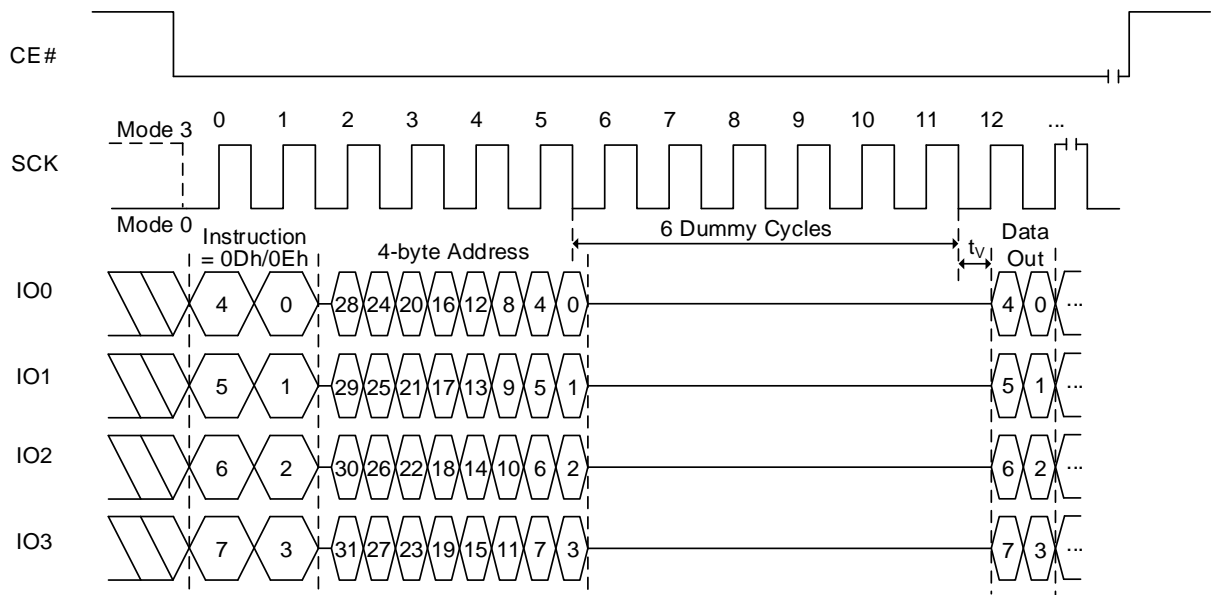 CE#
0 1 2 3 4 5 6 7 8 9 10 11 12 ...
Mode 3
SCK
Mode 0
Instruction
= 0Dh/0Eh
4-byte Address
6 Dummy Cycles
tV
Data
Out
IO0 4 0 28 24 20 16 12 8 4 0 4 0 ...
IO1 5 1 29 25 21 17 13 9 5 1 5 1 ...
IO2 6 2 30 26 22 18 14 10 6 2 6 2 ...
IO3 7 3 31 27 23 19 15 11 7 3 7 3 ...